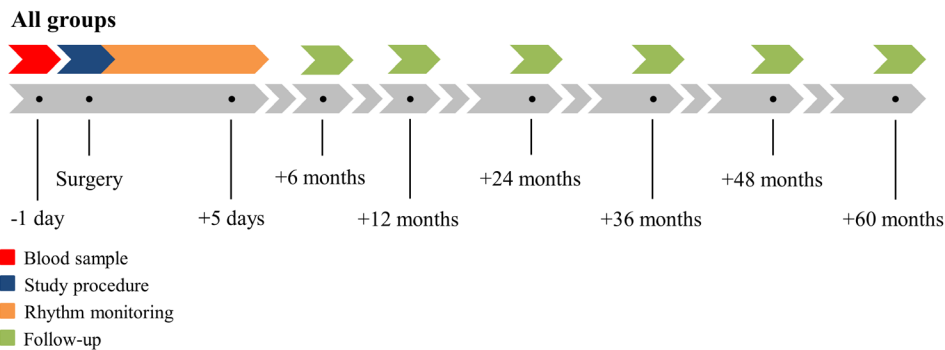 All groups
Surgery
+6 months
+24 months
+48 months
-1 day
+5 days
+12 months
+36 months
+60 months
Blood sample
Study procedure
Rhythm monitoring
Follow-up